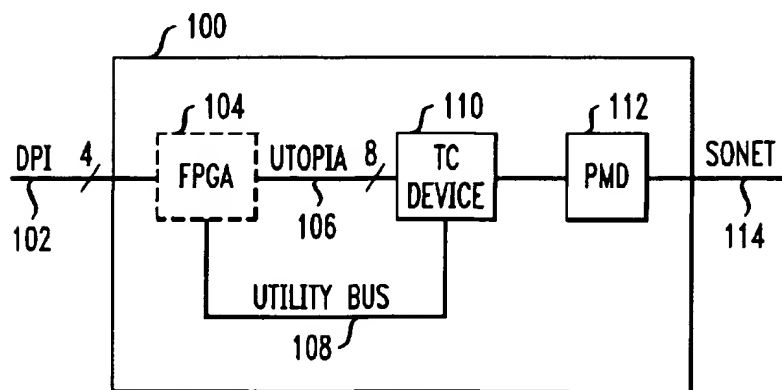 100
104
110
112
DPI 4
FPGA
UTOPIA 8
TC
DEVICE
PMD
SONET
102
106
114
UTILITY BUS
108